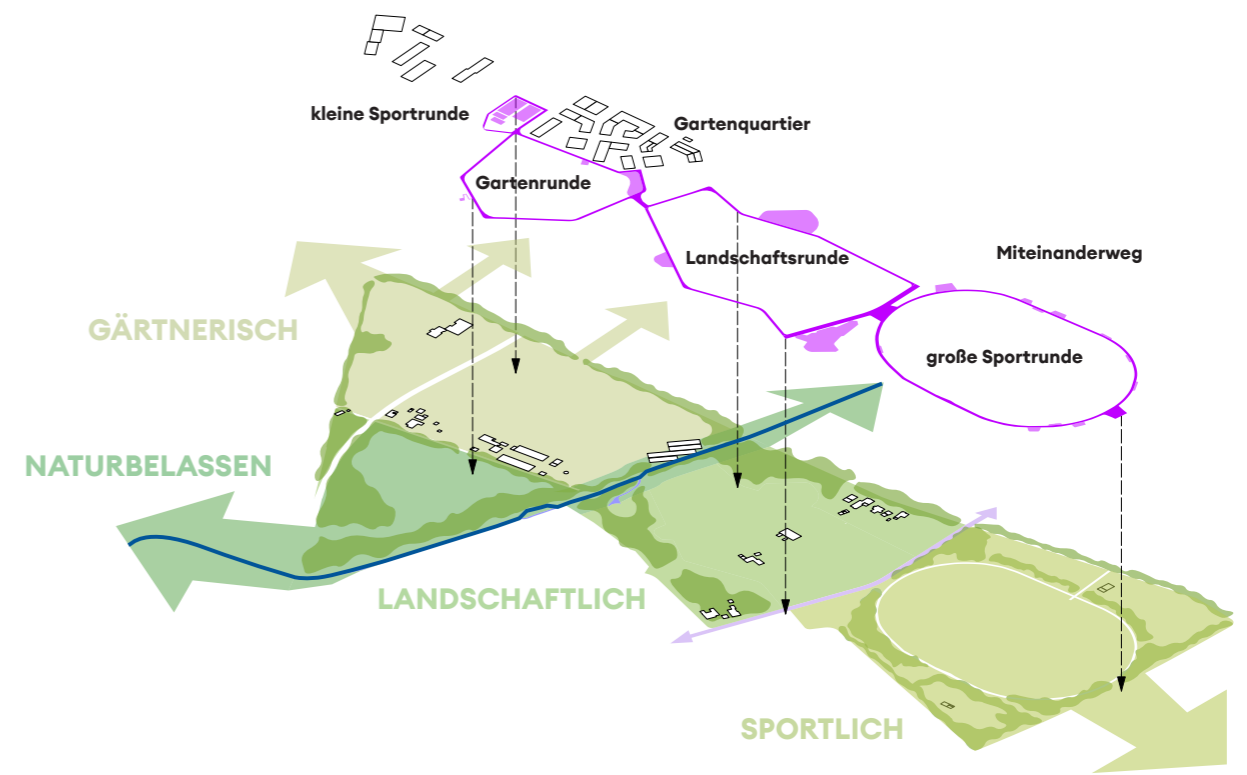 kleine Sportrunde
Gartenquartier
Gartenrunde
Landschaftsrunde
Miteinanderweg
GÄRTNERISCH
große Sportrunde
NATURBELASSEN
LANDSCHAFTLICH
SPORTLICH